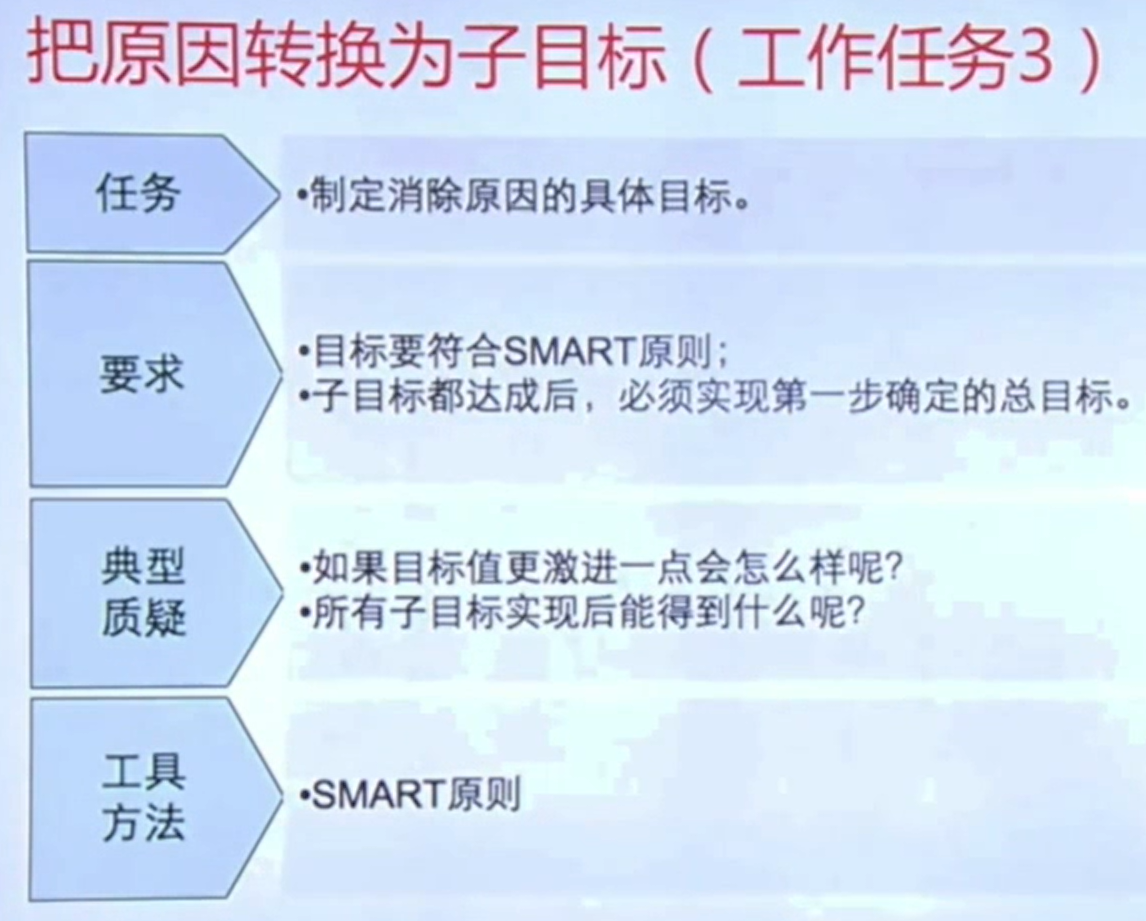 把原因转换为子目标（工作任务3）
任务
•制定消除原因的具体目标。
要求
•目标要符合SMART原则；
•子目标都达成后，必须实现第一步确定的总目标。
典型
质疑
•如果目标值更激进一点会怎么样呢？
•所有子目标实现后能得到什么呢？
工具
方法
•SMART原则